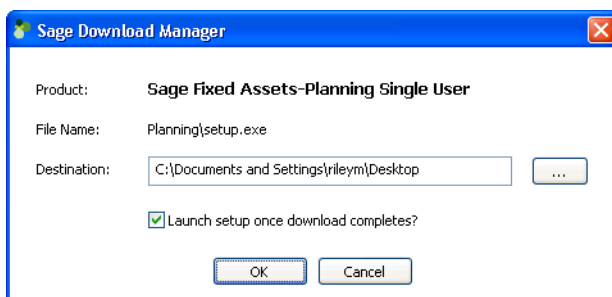 Sage Download Manager
Product: Sage Fixed Assets-Planning Single User
File Name: Planning\setup.exe
Destination: C:\Documents and Settings\rileym\Desktop ...
Launch setup once download completes?
OK Cancel